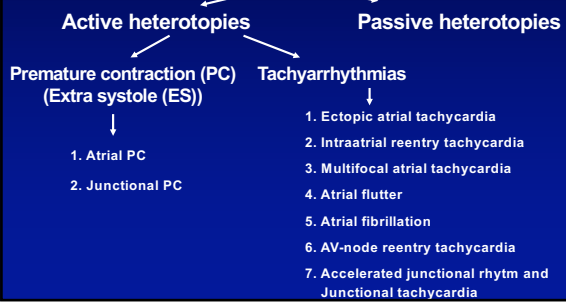 Active heterotopies
Passive heterotopies
Premature contraction (PC)
(Extra systole (ES))
Tachyarrhythmias
1. Atrial PC
2. Junctional PC
1. Ectopic atrial tachycardia
2. Intraatrial reentry tachycardia
3. Multifocal atrial tachycardia
4. Atrial flutter
5. Atrial fibrillation
6. AV-node reentry tachycardia
7. Accelerated junctional rhytm and
Junctional tachycardia